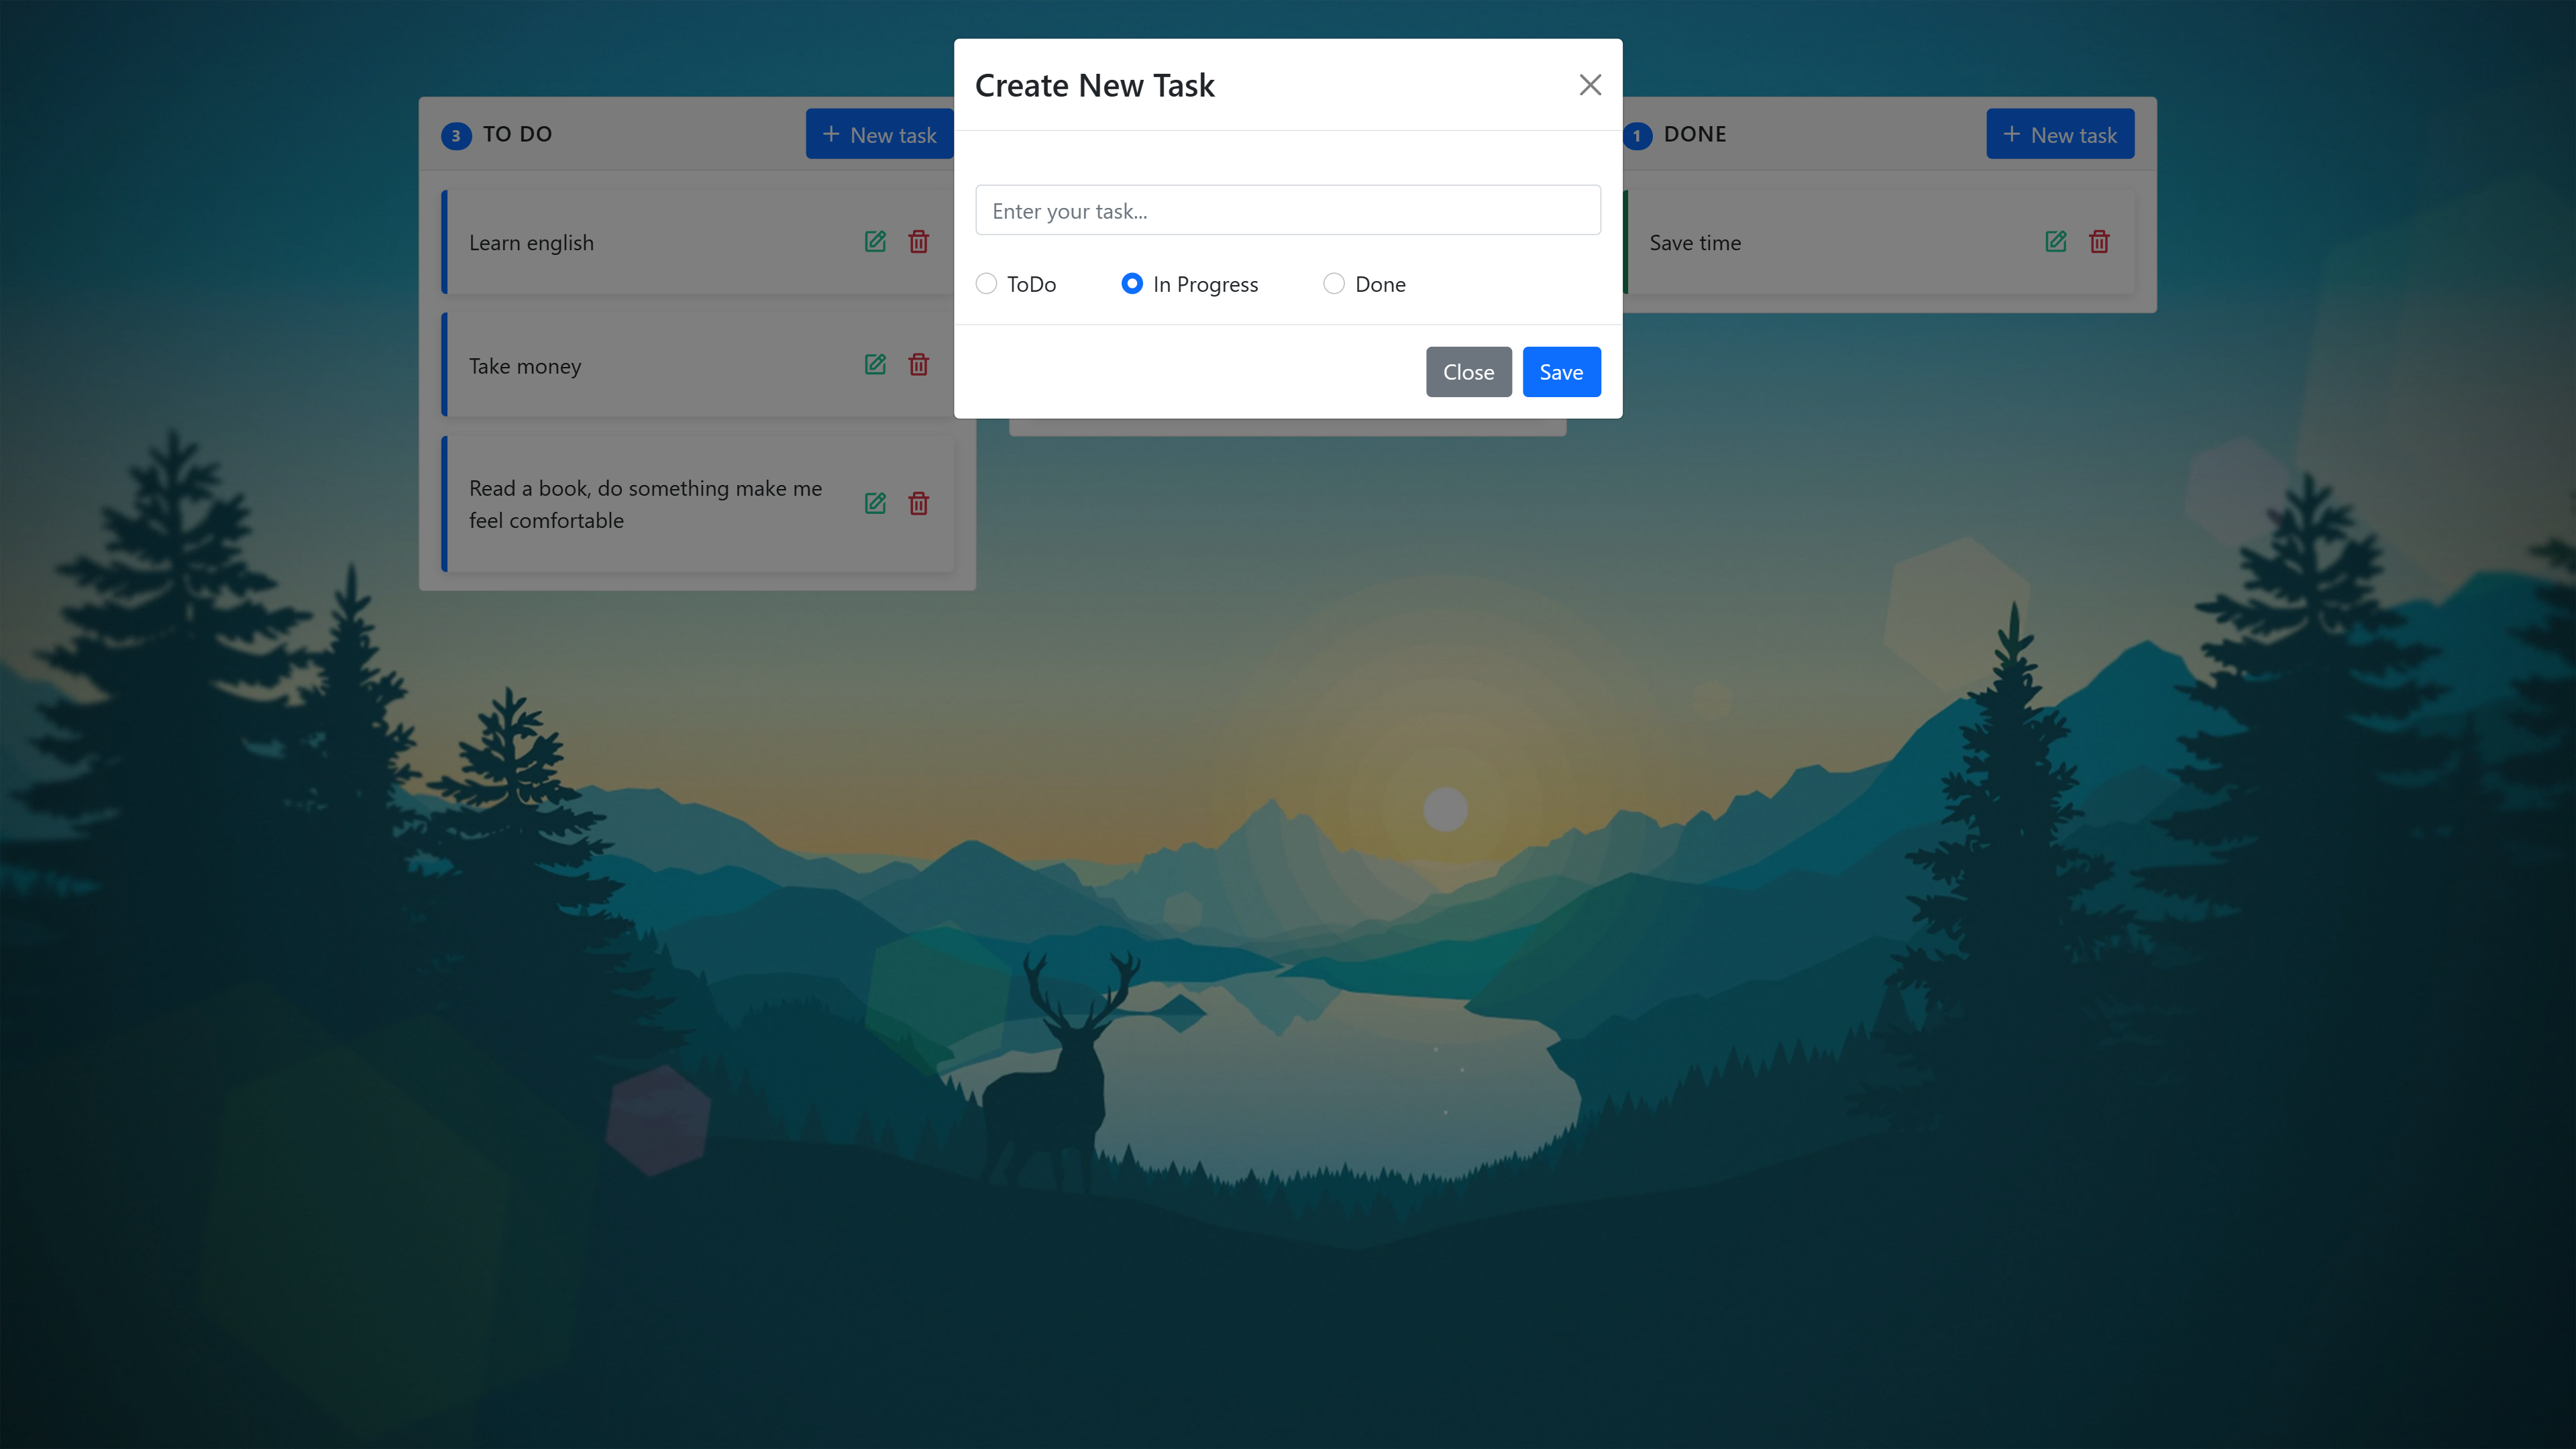 Create New Task
3 TO DO
+ New task
1 DONE
+ New task
Enter your task...
Learn english
Save time
ToDo
In Progress
Done
Take money
Close
Save
Read a book, do something make me
feel comfortable